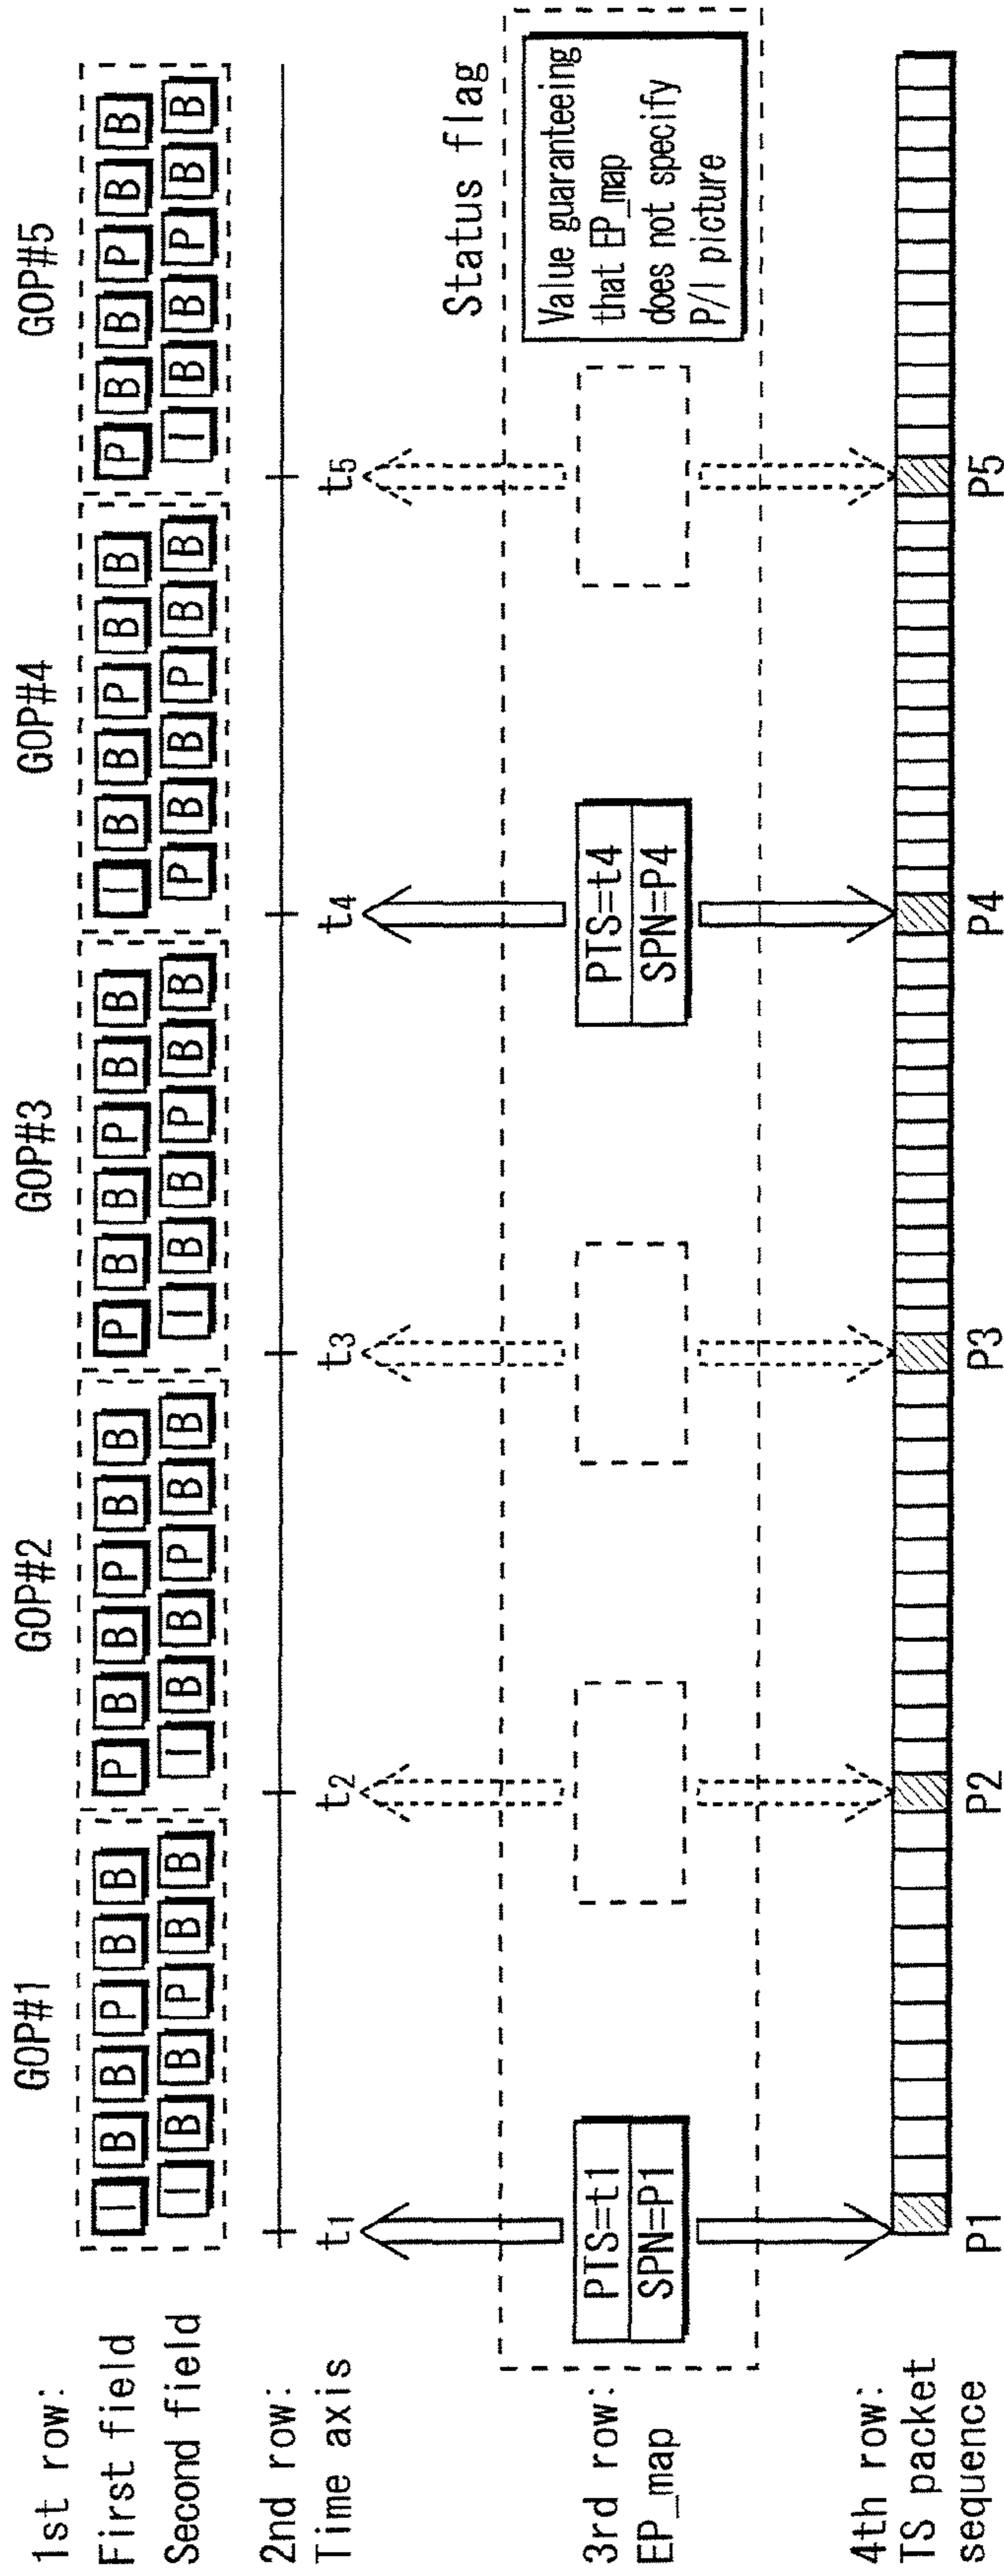 GOP#1 GOP#2 GOP#3 GOP#4 GOP#5
1st row:
First field I B B P B B P B B P B B P B B P B B I B B P B B P B B P B B
Second field I B B P B B I B B P B B I B B P B B P B B P B B I B B P B B
2nd row:
Time axis
t1 t2 t3 t4 t5
Status flag
3rd row:
EP_map
PTS=t1
SPN=P1
PTS=t4
SPN=P4
Value guaranteeing
that EP_map
does not specify
P/I picture
4th row:
TS packet
sequence
P1 P2 P3 P4 P5